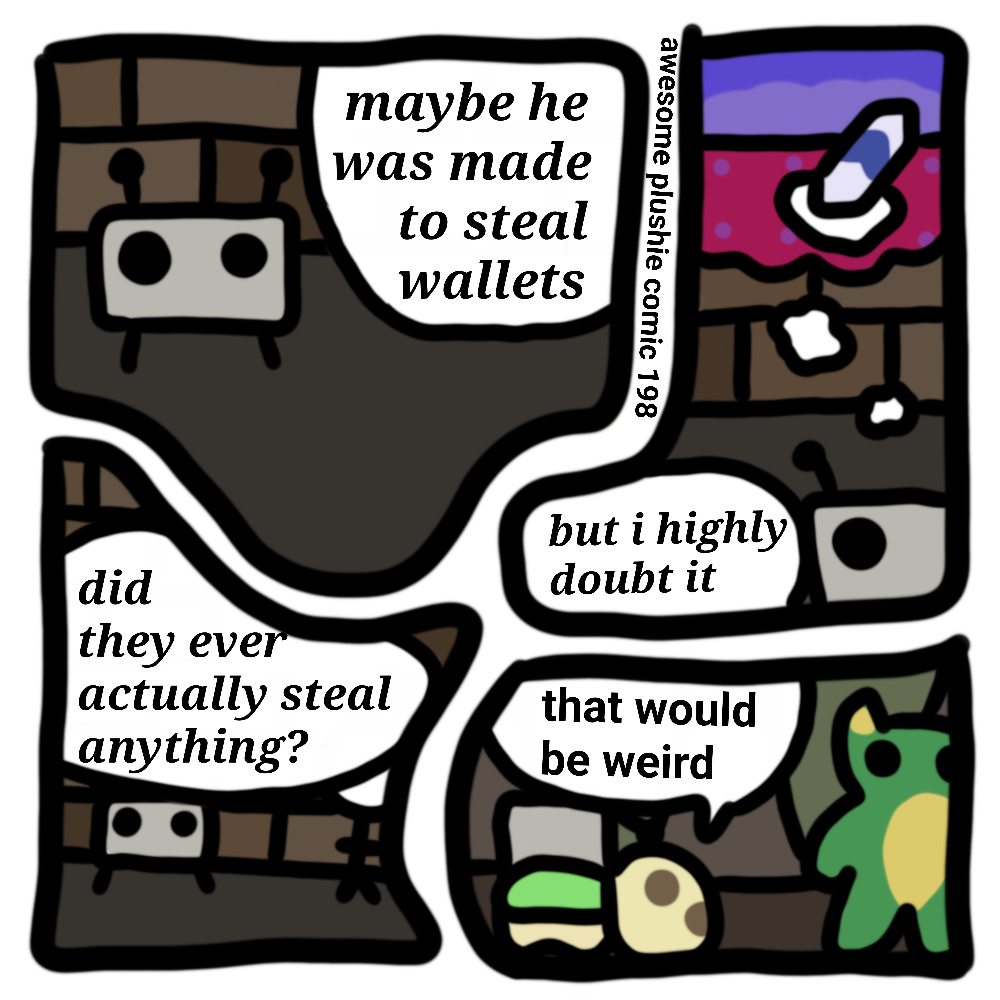 maybe he
was made
to steal
wallets
awesome plushie comic 198
but i highly
doubt it
did
they ever
actually steal
anything?
that would
be weird